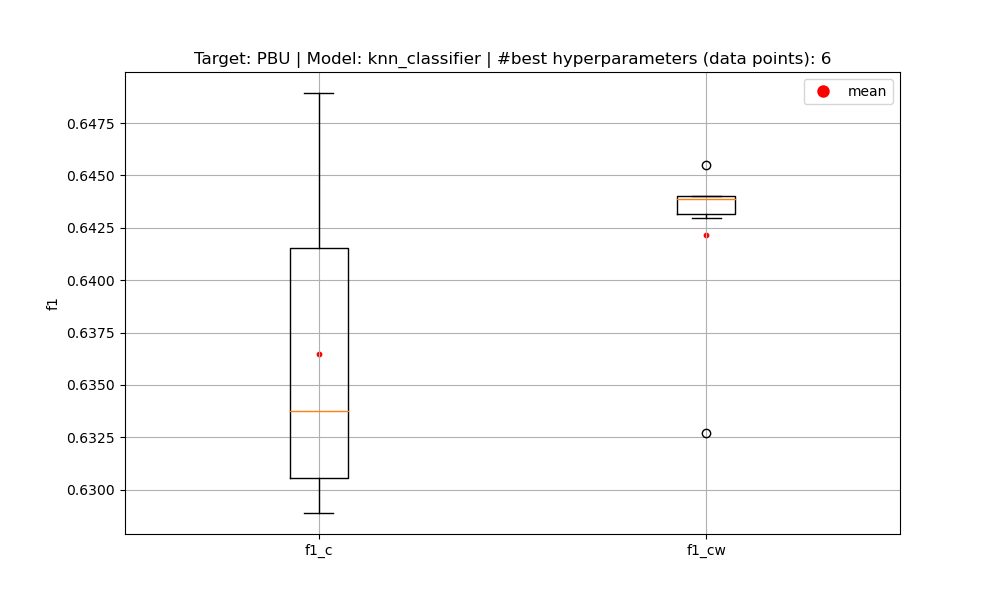 Target: PBU | Model: knn_classifier | #best hyperparameters (data points): 6
mean
0.6475
0.6450
0.6425
0.6400
0.6375
0.6350
0.6325
0.6300
f1
f1_c
f1_cw